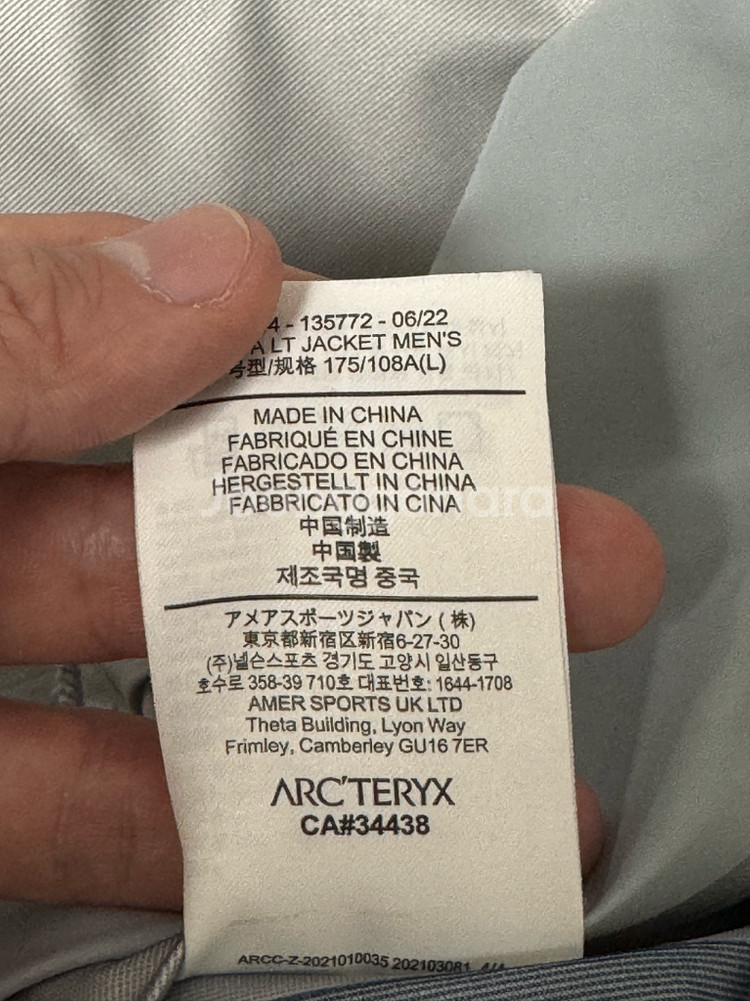 4 - 135772 - 06/22
A LT JACKET MEN'S
号型/规格 175/108A(L)
MADE IN CHINA
FABRIQUÉ EN CHINE
FABRICADO EN CHINA
HERGESTELLT IN CHINA
FABBRICATO IN CINA
中国制造
中国製
제조국명 중국
アメアスポーツジャパン ( 株)
東京都新宿区新宿6-27-30
(주)넬슨스포츠 경기도 고양시 일산동구
호수로 358-39 710호 대표번호: 1644-1708
AMER SPORTS UK LTD
Theta Building, Lyon Way
Frimley, Camberley GU16 7ER
ARC'TERYX
CA#34438
ARCC-Z-2021010035 202103081 4/4